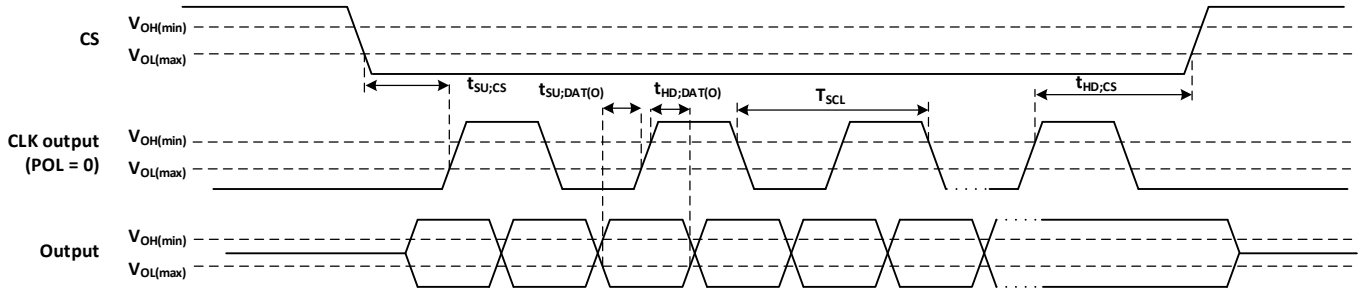 CS
VOH(min)
VOL(max)
tSU;CS
tSU;DAT(O)
tHD;DAT(O)
TSCL
tHD;CS
CLK output
(POL = 0)
VOH(min)
VOL(max)
Output
VOH(min)
VOL(max)